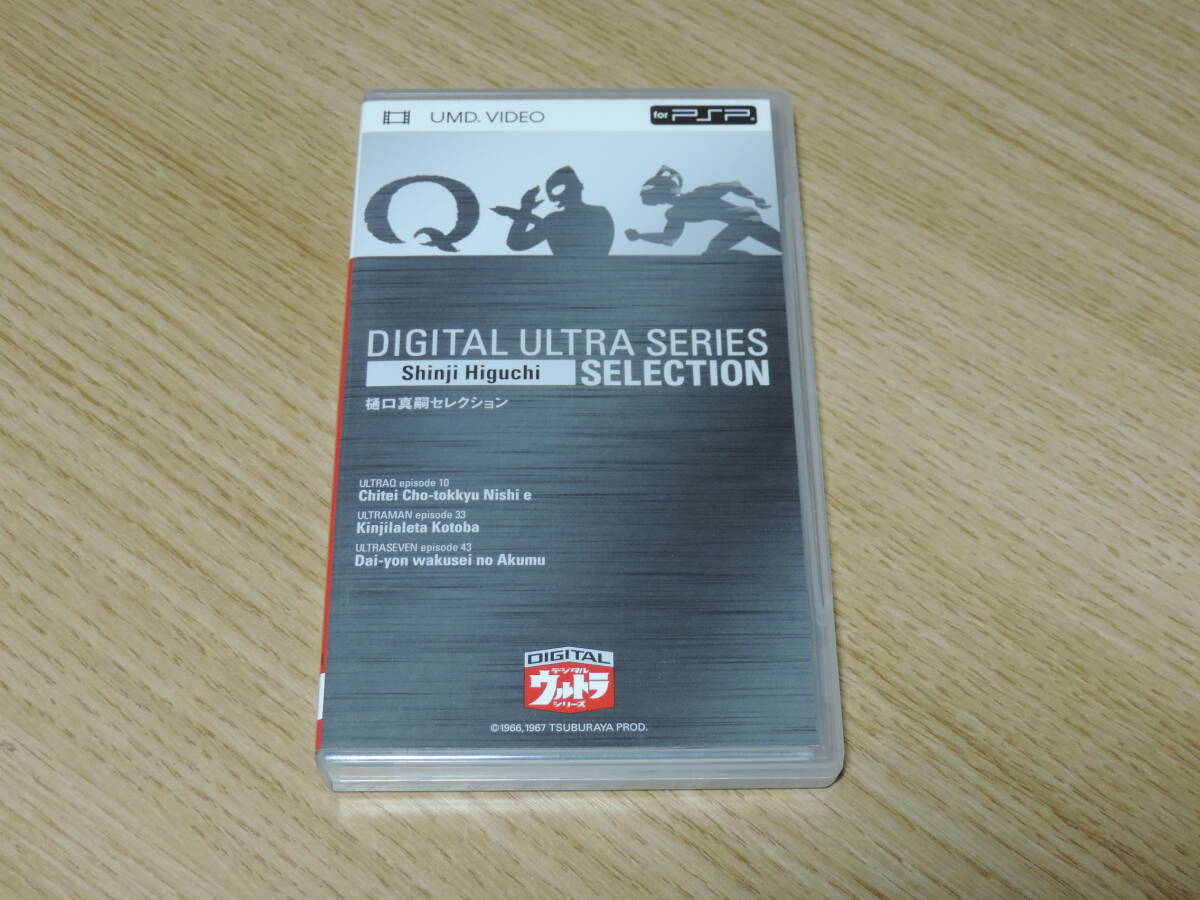 UMD. VIDEO
for PSP
Q
DIGITAL ULTRA SERIES
Shinji Higuchi SELECTION
樋口真嗣セレクション
ULTRAQ episode 10
Chitei Cho-tokkyu Nishi e
ULTRAMAN episode 33
Kinjilaleta Kotoba
ULTRASEVEN episode 43
Dai-yon wakusei no Akumu
DIGITAL
デジタル
ウルトラ
シリーズ
©1966,1967 TSUBURAYA PROD.